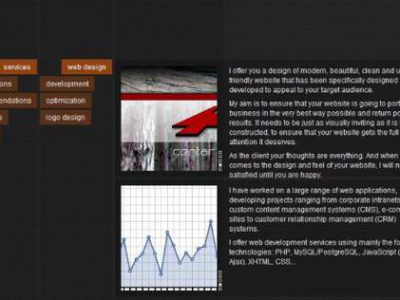 services
web design
I offer you a design of modern, beautiful, clean and u
friendly website that has been specifically designed
developed to appeal to your target audience.
ons
development
endations
optimization
logo design
My aim is to ensure that your website is going to port
business in the very best way possible and return po
results. It needs to be just as visually inviting as it is
constructed, to ensure that your website gets the full
attention it deserves.
As the client your thoughts are everything. And when
comes to the design and feel of your website, I will no
satisfied until you are happy.
I have worked on a large range of web applications,
developing projects ranging from corporate intranets
custom content management systems (CMS), e-com
sites to customer relationship management (CRM)
systems.
I offer web development services using mainly the fo
technologies: PHP, MySQL/PostgreSQL, JavaScript (
Ajax), XHTML, CSS...